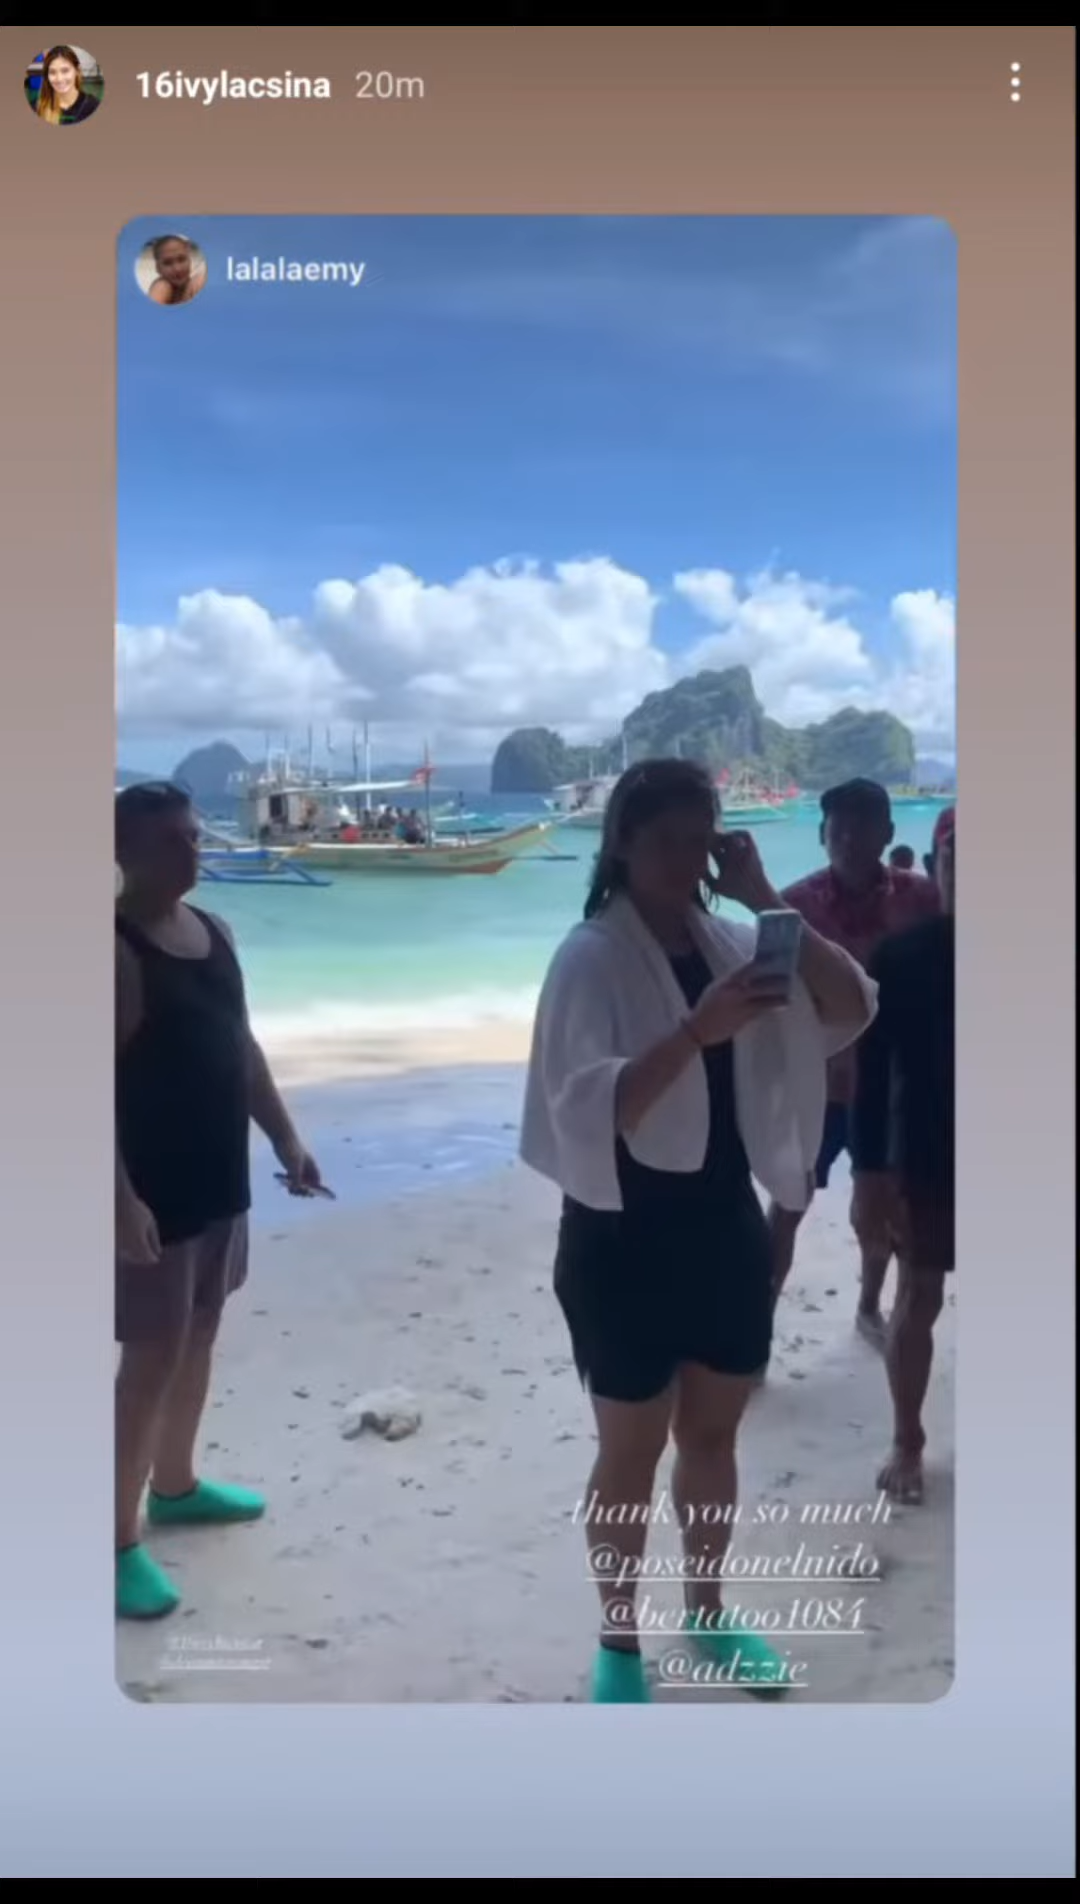 16ivylacsina 20m
lalalaemy
thank you so much
@poseidonelnido
@bertatoo1084
@adzzie